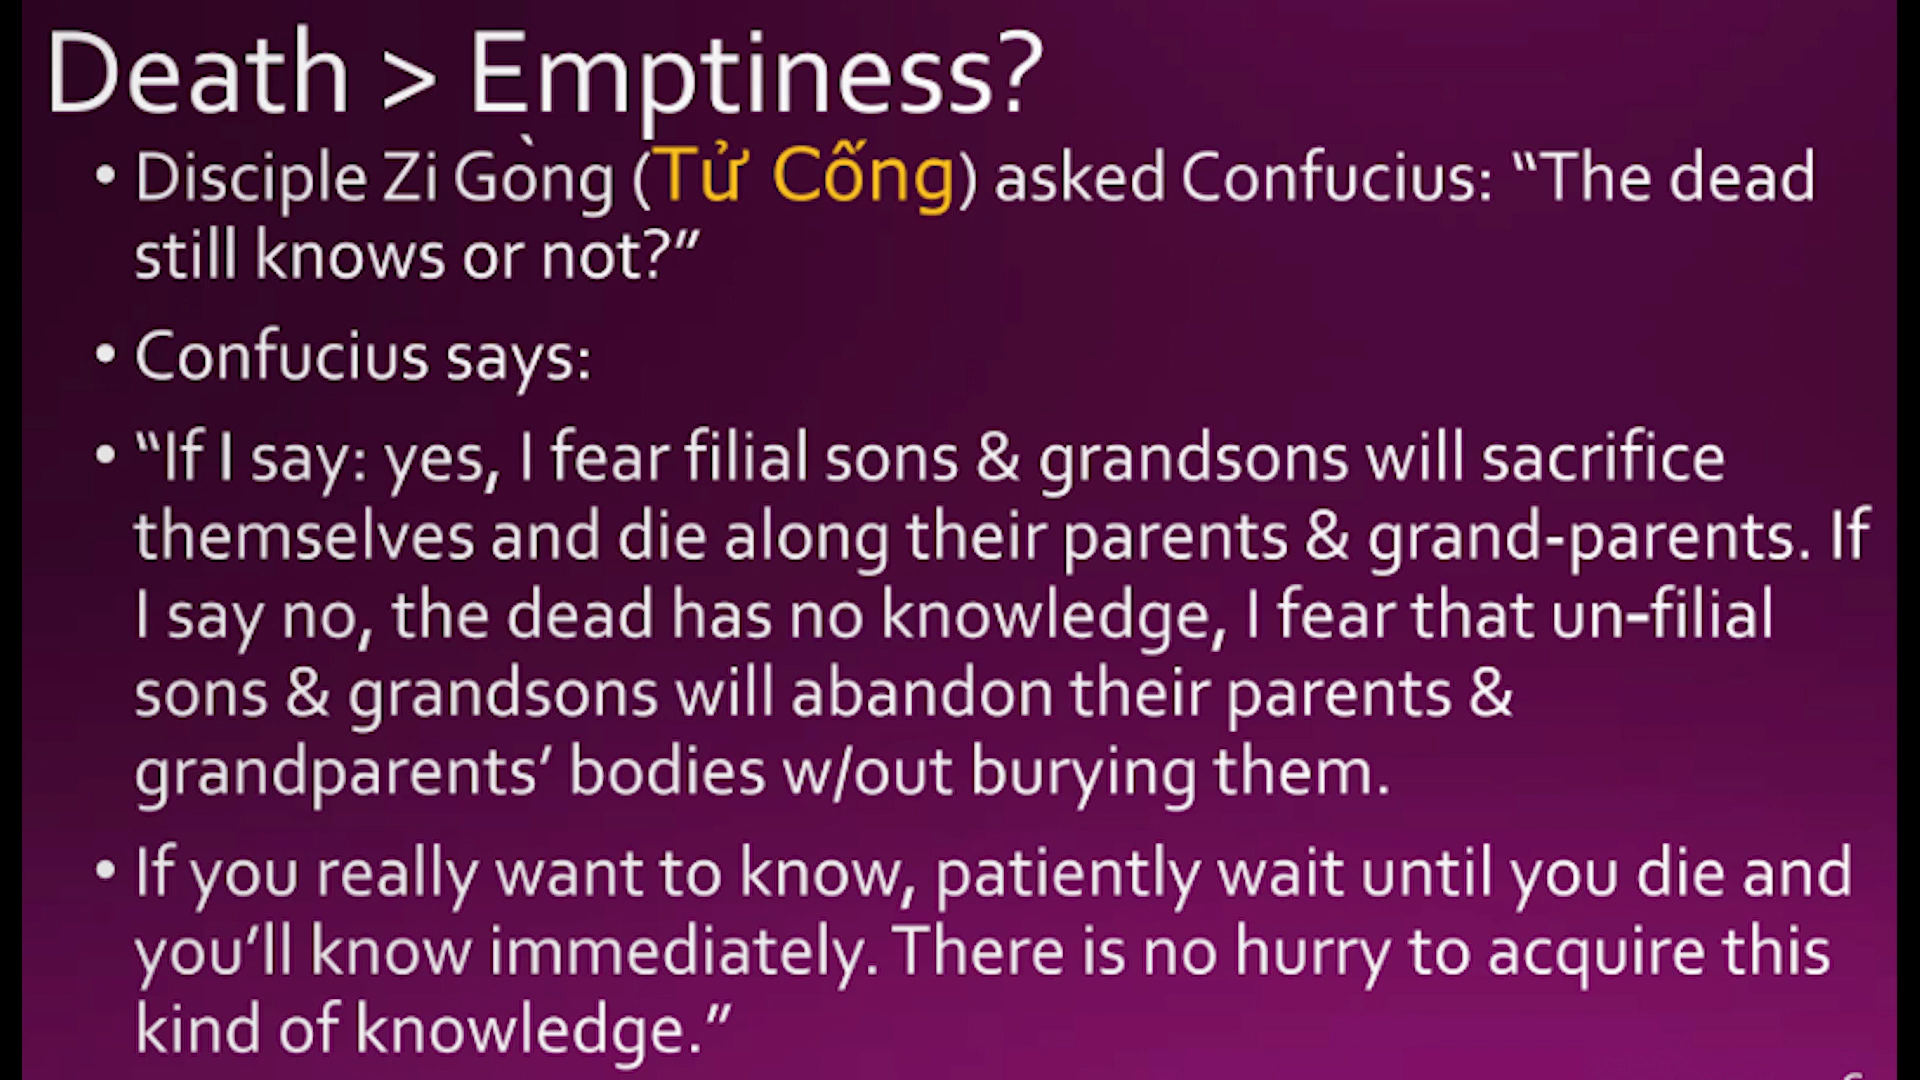 Death > Emptiness?
• Disciple Zi Gòng (Tử Cống) asked Confucius: “The dead
still knows or not?”
• Confucius says:
• “If I say: yes, I fear filial sons & grandsons will sacrifice
themselves and die along their parents & grand-parents. If
I say no, the dead has no knowledge, I fear that un-filial
sons & grandsons will abandon their parents &
grandparents’ bodies w/out burying them.
• If you really want to know, patiently wait until you die and
you’ll know immediately. There is no hurry to acquire this
kind of knowledge.”